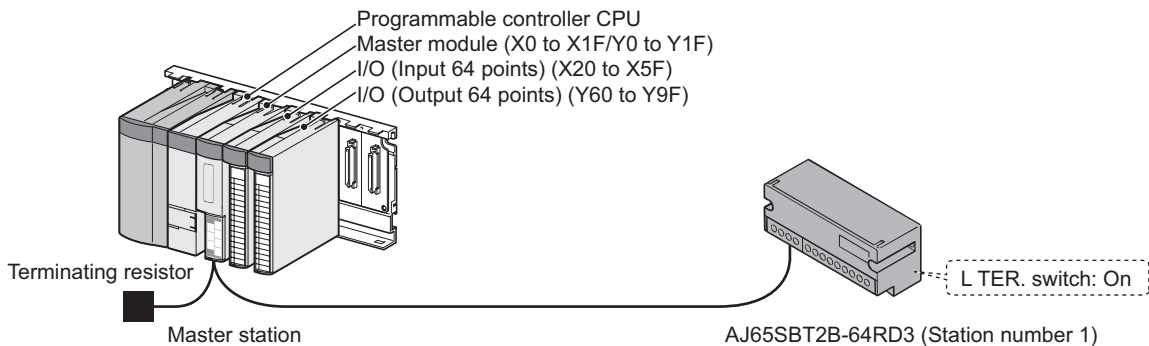 Programmable controller CPU
Master module (X0 to X1F/Y0 to Y1F)
I/O (Input 64 points) (X20 to X5F)
I/O (Output 64 points) (Y60 to Y9F)
Terminating resistor
L TER. switch: On
Master station
AJ65SBT2B-64RD3 (Station number 1)